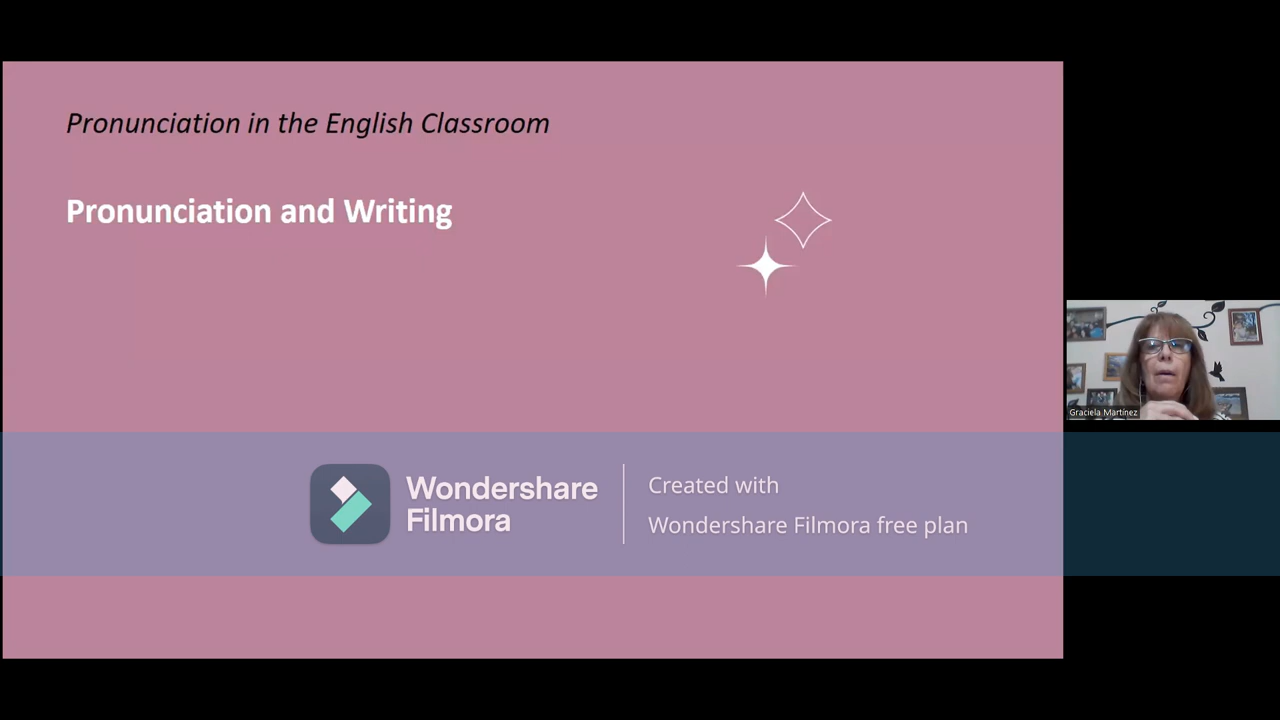 Pronunciation in the English Classroom
Pronunciation and Writing
Graciela Martínez
Wondershare
Filmora
Created with
Wondershare Filmora free plan